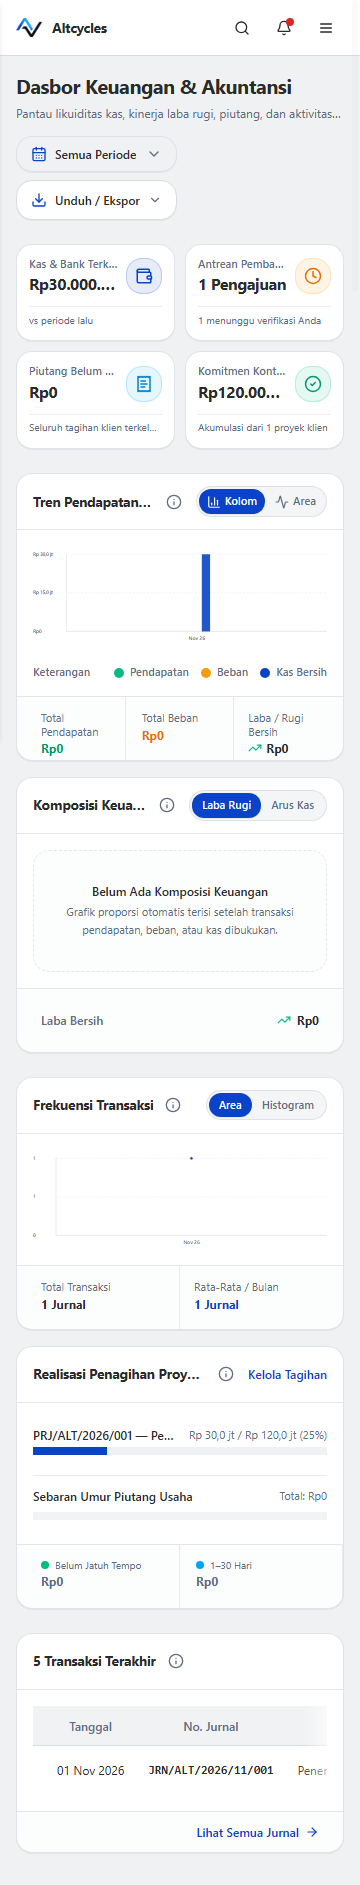 Altcycles
Dasbor Keuangan & Akuntansi
Pantau likuiditas kas, kinerja laba rugi, piutang, dan aktivitas...
Semua Periode
Unduh / Ekspor
Kas & Bank Terk...
Rp30.000....
vs periode lalu
Antrean Pemba...
1 Pengajuan
1 menunggu verifikasi Anda
Piutang Belum ...
Rp0
Seluruh tagihan klien terkel...
Komitmen Kont...
Rp120.00...
Akumulasi dari 1 proyek klien
Tren Pendapatan...
Kolom
Area
Rp 30,0 jt
Rp 15,0 jt
Rp0
Nov 26
Keterangan
Pendapatan
Beban
Kas Bersih
Total Pendapatan
Rp0
Total Beban
Rp0
Laba / Rugi Bersih
Rp0
Komposisi Keua...
Laba Rugi
Arus Kas
Belum Ada Komposisi Keuangan
Grafik proporsi otomatis terisi setelah transaksi
pendapatan, beban, atau kas dibukukan.
Laba Bersih
Rp0
Frekuensi Transaksi
Area
Histogram
1
1
0
Nov 26
Total Transaksi
1 Jurnal
Rata-Rata / Bulan
1 Jurnal
Realisasi Penagihan Proy...
Kelola Tagihan
PRJ/ALT/2026/001 — Pe...
Rp 30,0 jt / Rp 120,0 jt (25%)
Sebaran Umur Piutang Usaha
Total: Rp0
Belum Jatuh Tempo
Rp0
1–30 Hari
Rp0
5 Transaksi Terakhir
Tanggal
No. Jurnal
01 Nov 2026
JRN/ALT/2026/11/001
Pener
Lihat Semua Jurnal